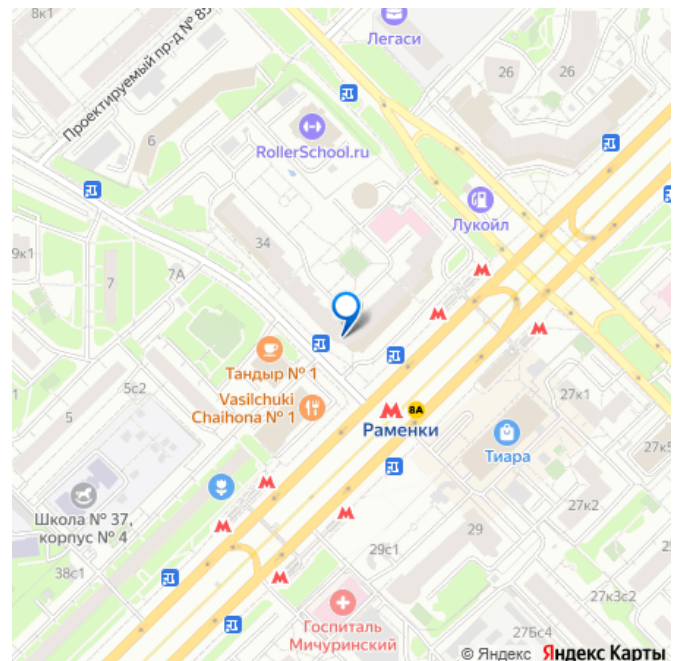 8к1
Легаси
26
26
Проектируемый пр-д № 85
6
RollerSchool.ru
Лукойл
34
9к1
7А
7
М
М
М
Тандыр № 1
5с2
Vasilchuki
Chaihona № 1
27к1
М
8А
Раменки
5
Тиара
27к5
М
Школа № 37,
корпус № 4
М
М
27к2
29
38с1
29с1
М
27к3с2
Госпиталь
Мичуринский
27Бс4
© Яндекс Яндекс Карты